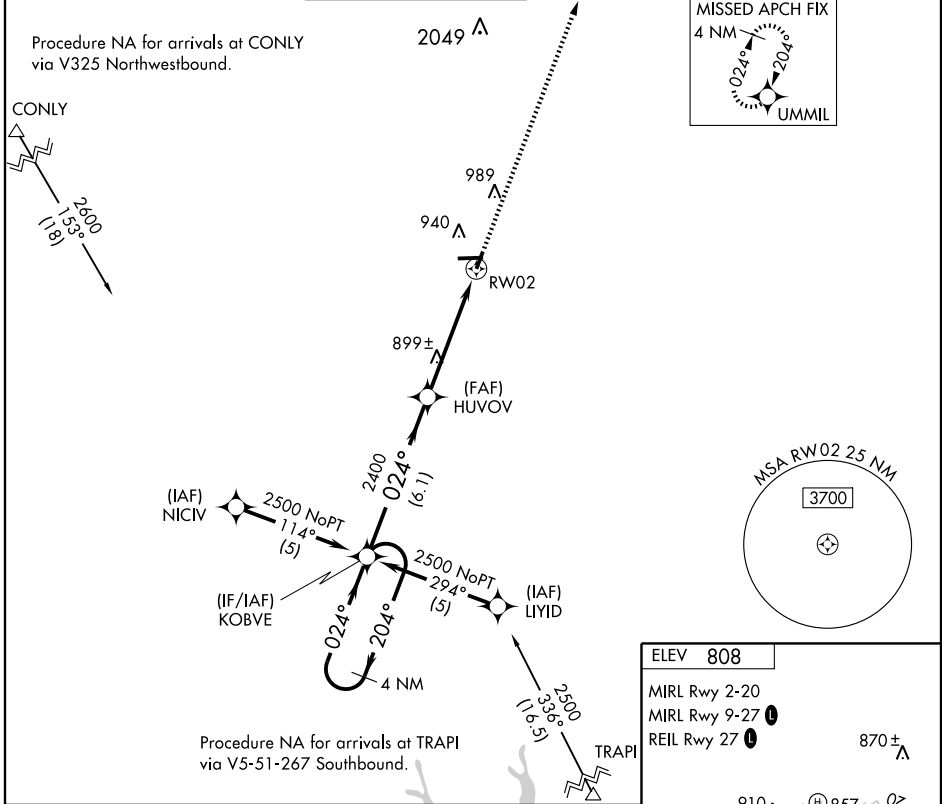 Procedure NA for arrivals at CONLY
via V325 Northwestbound.
2049
MISSED APCH FIX
4 NM
024°
204°
UMMIL
CONLY
2600
153°
(18)
989
940
RW02
899±
(FAF)
HUVOV
2400
024°
(6.1)
MSA RW02 25 NM
3700
(IAF)
NICIV
2500 NoPT
114°
(5)
2500 NoPT
294°
(5)
(IAF)
LIYID
(IF/IAF)
KOBVE
024°
204°
4 NM
2500
336°
(16.5)
TRAPI
Procedure NA for arrivals at TRAPI
via V5-51-267 Southbound.
ELEV 808
MIRL Rwy 2-20
MIRL Rwy 9-27 L
REIL Rwy 27 L
870±
910
H 857